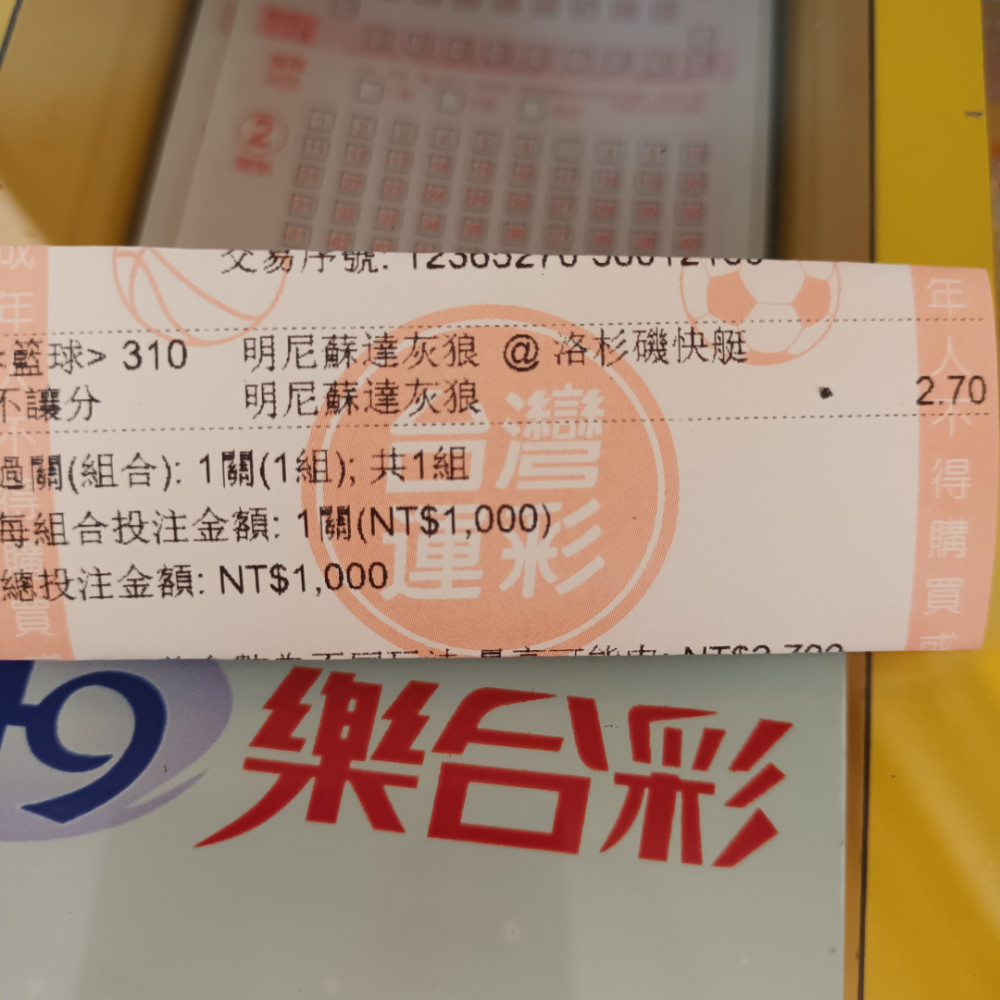 ②
<籃球> 310 明尼蘇達灰狼 @ 洛杉磯快艇
不讓分 明尼蘇達灰狼 2.70
過關(組合): 1關(1組); 共1組
每組合投注金額: 1關(NT$1,000)
總投注金額: NT$1,000
台灣
運彩
年人不得購買或
樂合彩